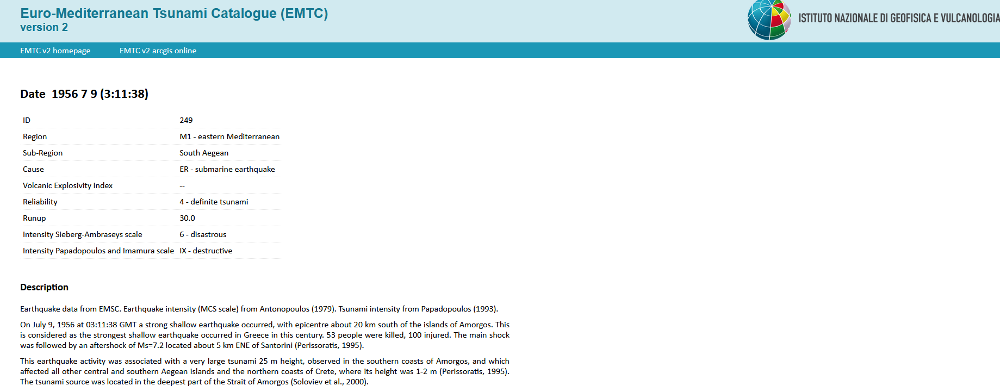 Euro-Mediterranean Tsunami Catalogue (EMTC)
version 2
ISTITUTO NAZIONALE DI GEOFISICA E VULCANOLOGIA
EMTC v2 homepage EMTC v2 arcgis online
Date 1956 7 9 (3:11:38)
ID 249
Region M1 - eastern Mediterranean
Sub-Region South Aegean
Cause ER - submarine earthquake
Volcanic Explosivity Index --
Reliability 4 - definite tsunami
Runup 30.0
Intensity Sieberg-Ambraseys scale 6 - disastrous
Intensity Papadopoulos and Imamura scale IX - destructive
Description
Earthquake data from EMSC. Earthquake intensity (MCS scale) from Antonopoulos (1979). Tsunami intensity from Papadopoulos (1993).
On July 9, 1956 at 03:11:38 GMT a strong shallow earthquake occurred, with epicentre about 20 km south of the islands of Amorgos. This
is considered as the strongest shallow earthquake occurred in Greece in this century. 53 people were killed, 100 injured. The main shock
was followed by an aftershock of Ms=7.2 located about 5 km ENE of Santorini (Perissoratis, 1995).
This earthquake activity was associated with a very large tsunami 25 m height, observed in the southern coasts of Amorgos, and which
affected all other central and southern Aegean islands and the northern coasts of Crete, where its height was 1-2 m (Perissoratis, 1995).
The tsunami source was located in the deepest part of the Strait of Amorgos (Soloviev et al., 2000).